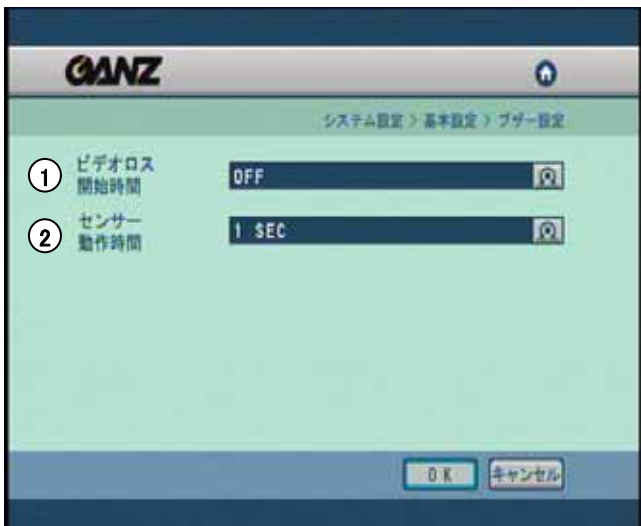 GANZ
システム設定 > 基本設定 > ブザー設定
① ビデオロス
開始時間
OFF
② センサー
動作時間
1 SEC
OK キャンセル